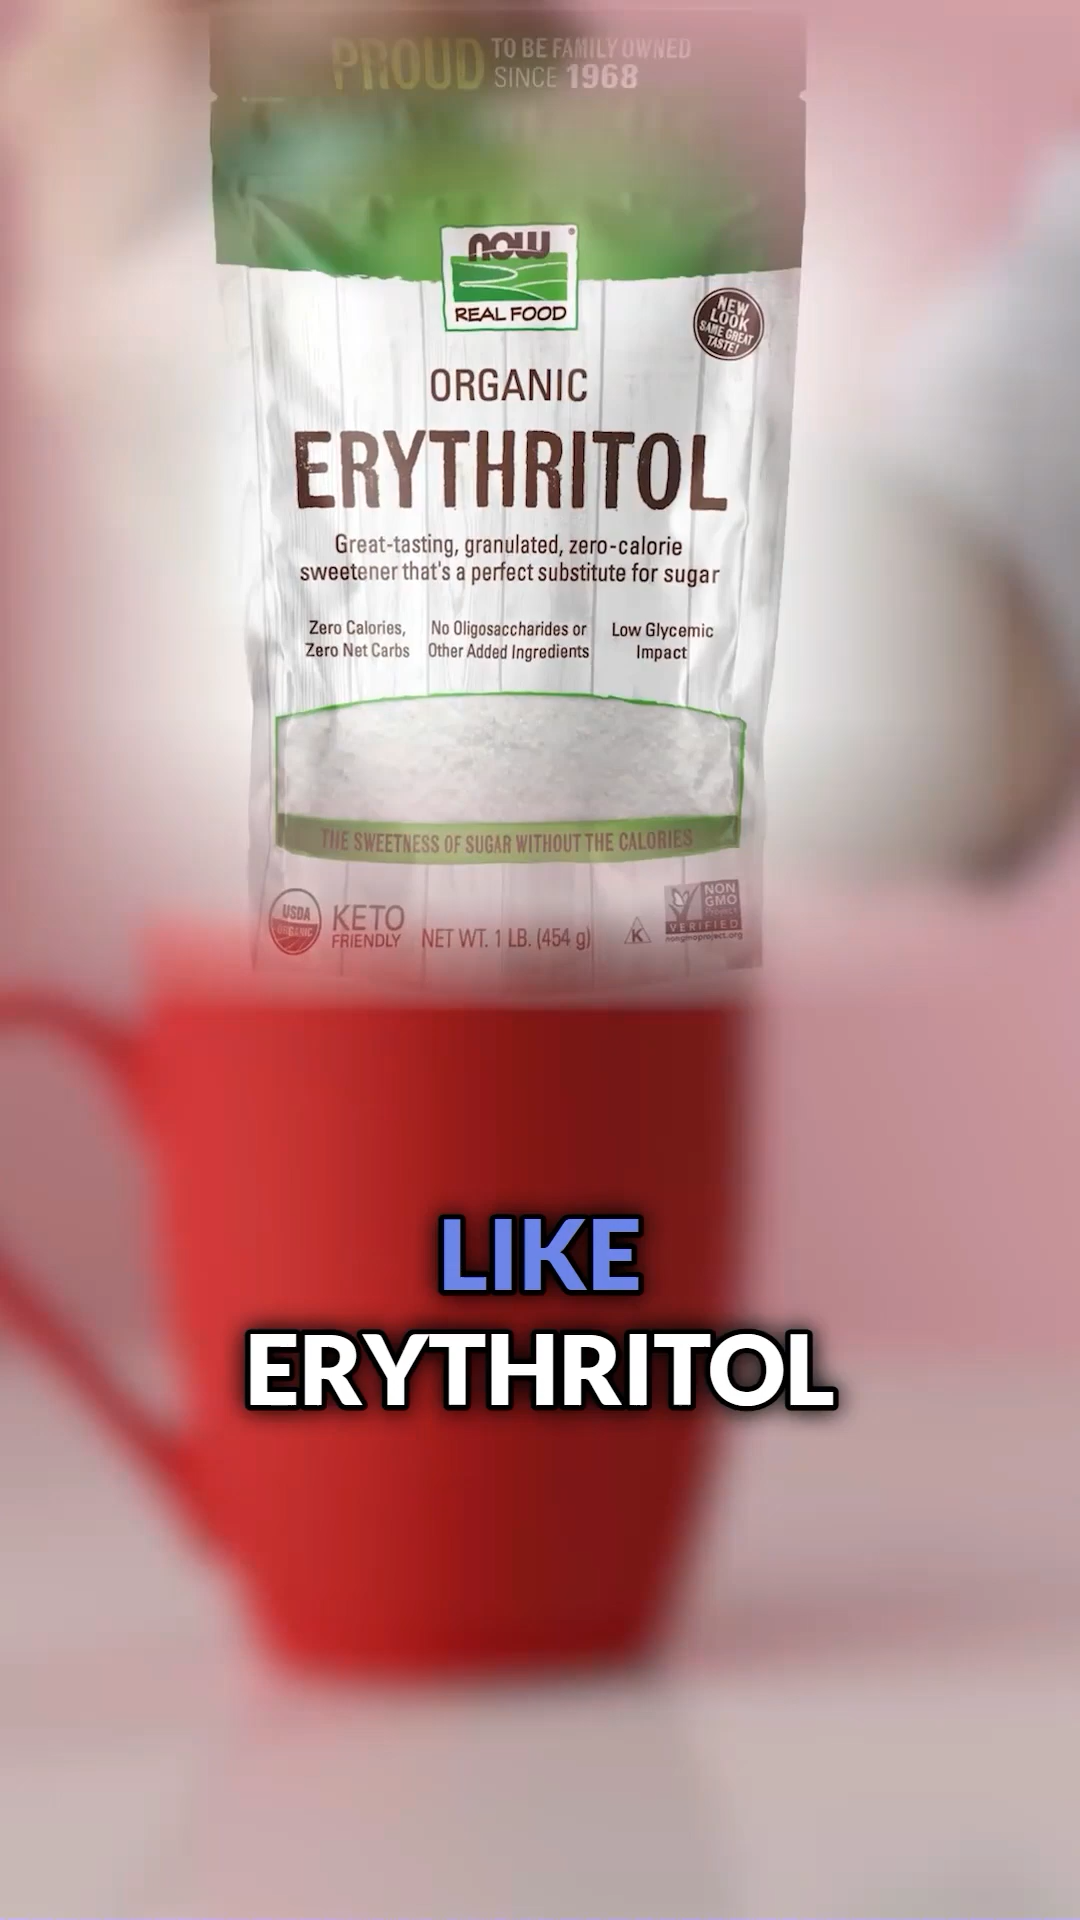 PROUD TO BE FAMILY OWNED
SINCE 1968
now
REAL FOOD
NEW
LOOK
SAME GREAT
TASTE!
ORGANIC
ERYTHRITOL
Great-tasting, granulated, zero-calorie
sweetener that's a perfect substitute for sugar
Zero Calories,
Zero Net Carbs
No Oligosaccharides or
Other Added Ingredients
Low Glycemic
Impact
THE SWEETNESS OF SUGAR WITHOUT THE CALORIES
USDA
ORGANIC
KETO
FRIENDLY
NET WT. 1 LB. (454 g)
K
NON
GMO
Project
VERIFIED
nongmoproject.org
LIKE
ERYTHRITOL